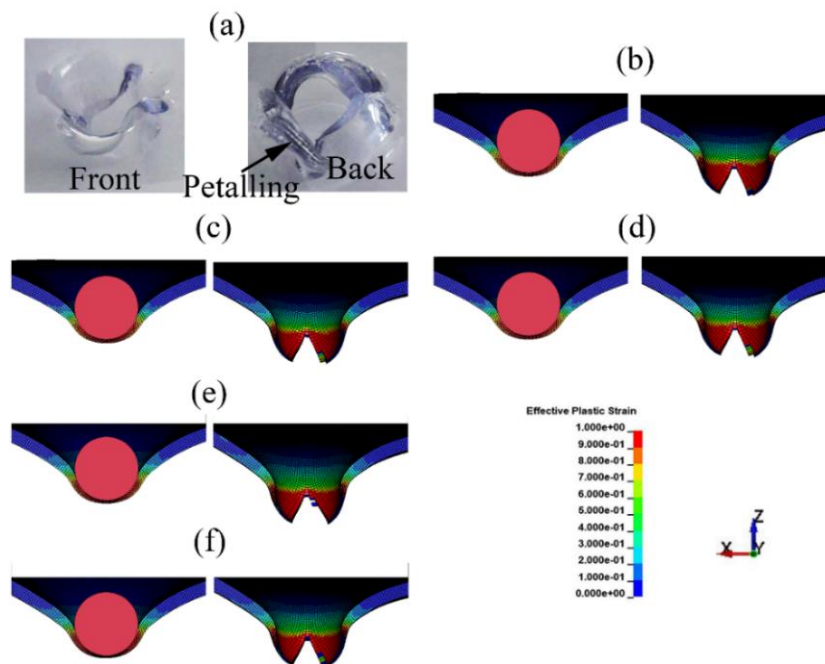 (a)
Front
Petalling
Back
(b)
(c)
(d)
(e)
(f)
Effective Plastic Strain
1.000e+00
9.000e-01
8.000e-01
7.000e-01
6.000e-01
5.000e-01
4.000e-01
3.000e-01
2.000e-01
1.000e-01
0.000e+00
Z
X
Y